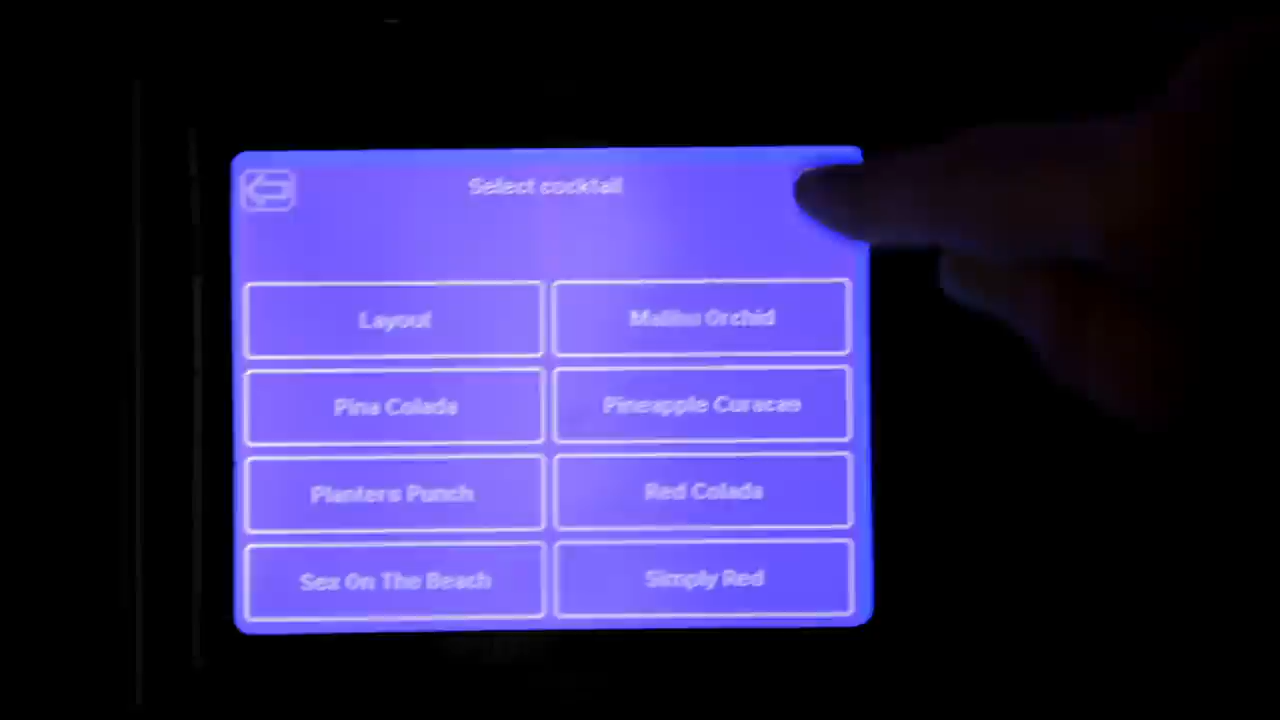 Select cocktail
Layout
Malibu Orchid
Pina Colada
Pineapple Curacao
Planters Punch
Red Colada
Sex On The Beach
Simply Red